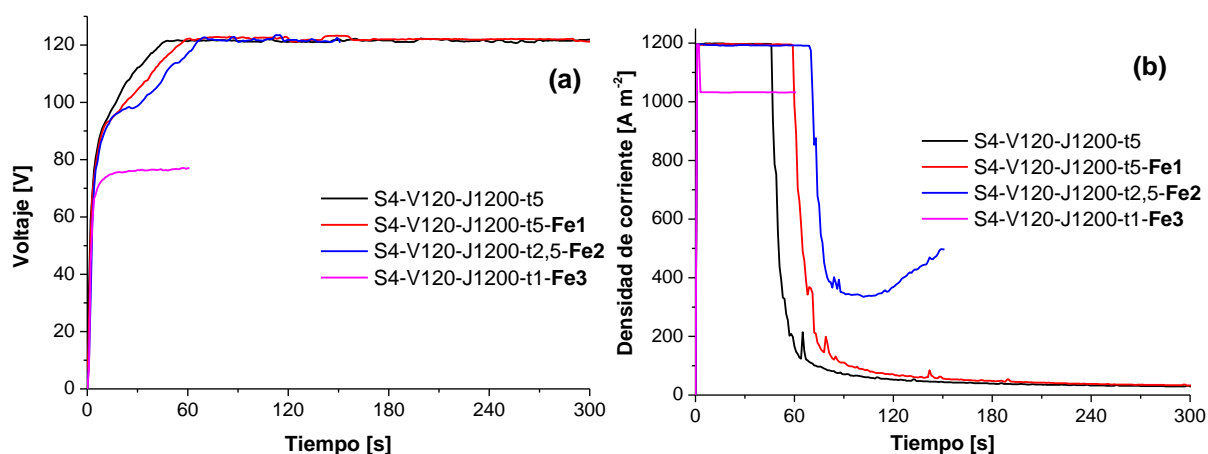 (a)
Voltaje [V]
120
100
80
60
40
20
0
S4-V120-J1200-t5
S4-V120-J1200-t5-Fe1
S4-V120-J1200-t2,5-Fe2
S4-V120-J1200-t1-Fe3
0 60 120 180 240 300
Tiempo [s]
(b)
Densidad de corriente [A m-2]
1200
1000
800
600
400
200
0
S4-V120-J1200-t5
S4-V120-J1200-t5-Fe1
S4-V120-J1200-t2,5-Fe2
S4-V120-J1200-t1-Fe3
0 60 120 180 240 300
Tiempo [s]